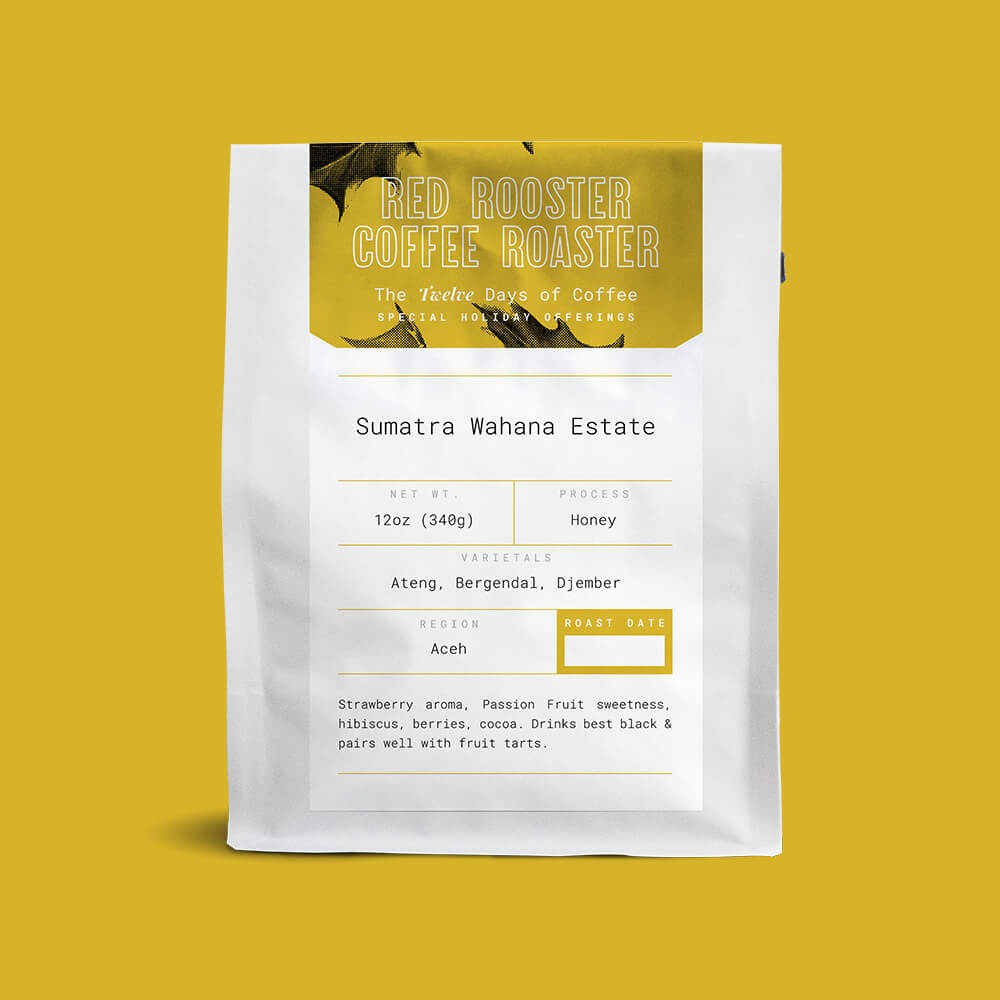 RED ROOSTER
COFFEE ROASTER
The Twelve Days of Coffee
SPECIAL HOLIDAY OFFERINGS
Sumatra Wahana Estate
NET WT.
12oz (340g)
PROCESS
Honey
VARIETALS
Ateng, Bergendal, Djember
REGION
Aceh
ROAST DATE
Strawberry aroma, Passion Fruit sweetness,
hibiscus, berries, cocoa. Drinks best black &
pairs well with fruit tarts.